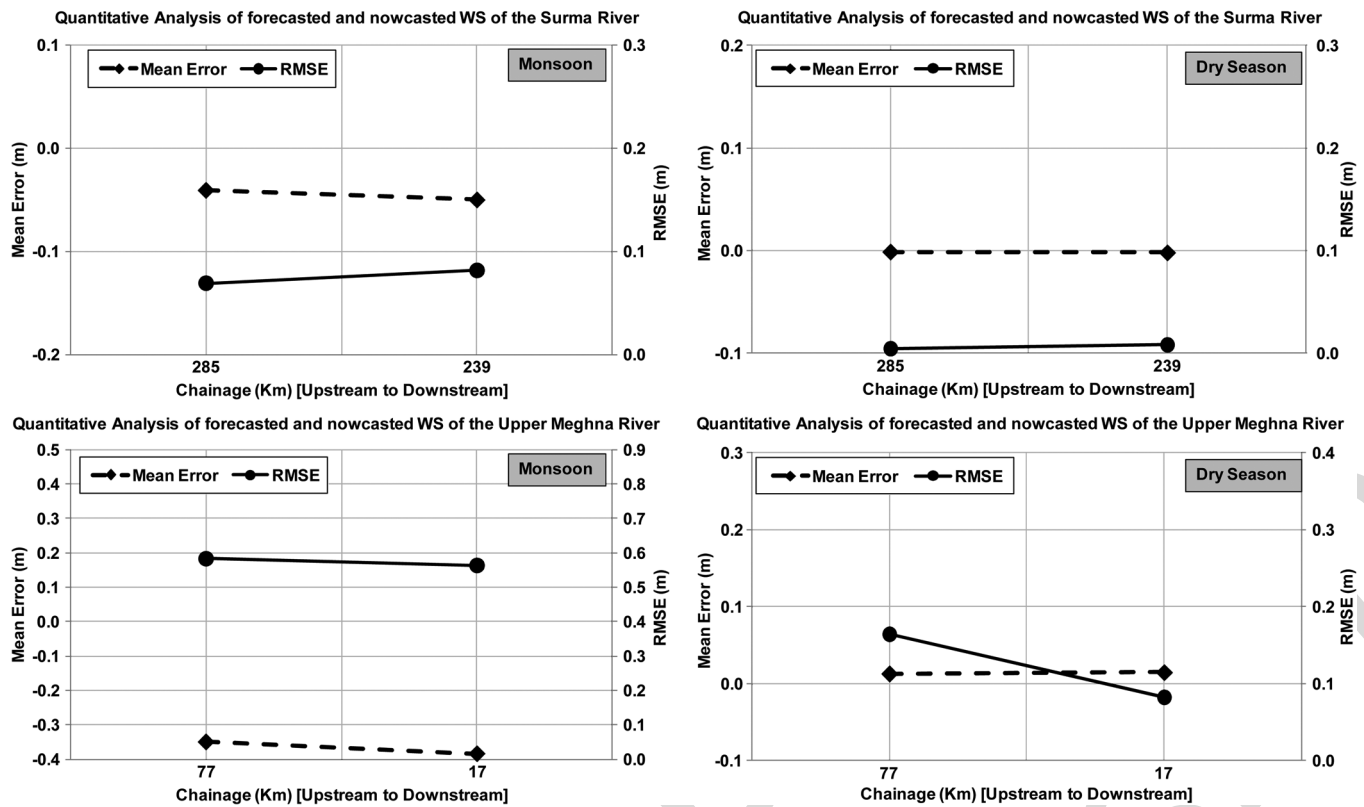 Quantitative Analysis of forecasted and nowcasted WS of the Surma River
0.1
0.0
-0.1
-0.2
Mean Error (m)
Mean Error RMSE
Monsoon
0.3
0.2
0.1
0.0
RMSE (m)
285 239
Chainage (Km) [Upstream to Downstream]
Quantitative Analysis of forecasted and nowcasted WS of the Surma River
0.2
0.1
0.0
-0.1
Mean Error (m)
Mean Error RMSE
Dry Season
0.3
0.2
0.1
0.0
RMSE (m)
285 239
Chainage (Km) [Upstream to Downstream]
Quantitative Analysis of forecasted and nowcasted WS of the Upper Meghna River
0.5
0.4
0.3
0.2
0.1
0.0
-0.1
-0.2
-0.3
-0.4
Mean Error (m)
Mean Error RMSE
Monsoon
0.9
0.8
0.7
0.6
0.5
0.4
0.3
0.2
0.1
0.0
RMSE (m)
77 17
Chainage (Km) [Upstream to Downstream]
Quantitative Analysis of forecasted and nowcasted WS of the Upper Meghna River
0.3
0.2
0.1
0.0
-0.1
Mean Error (m)
Mean Error RMSE
Dry Season
0.4
0.3
0.2
0.1
0.0
RMSE (m)
77 17
Chainage (Km) [Upstream to Downstream]